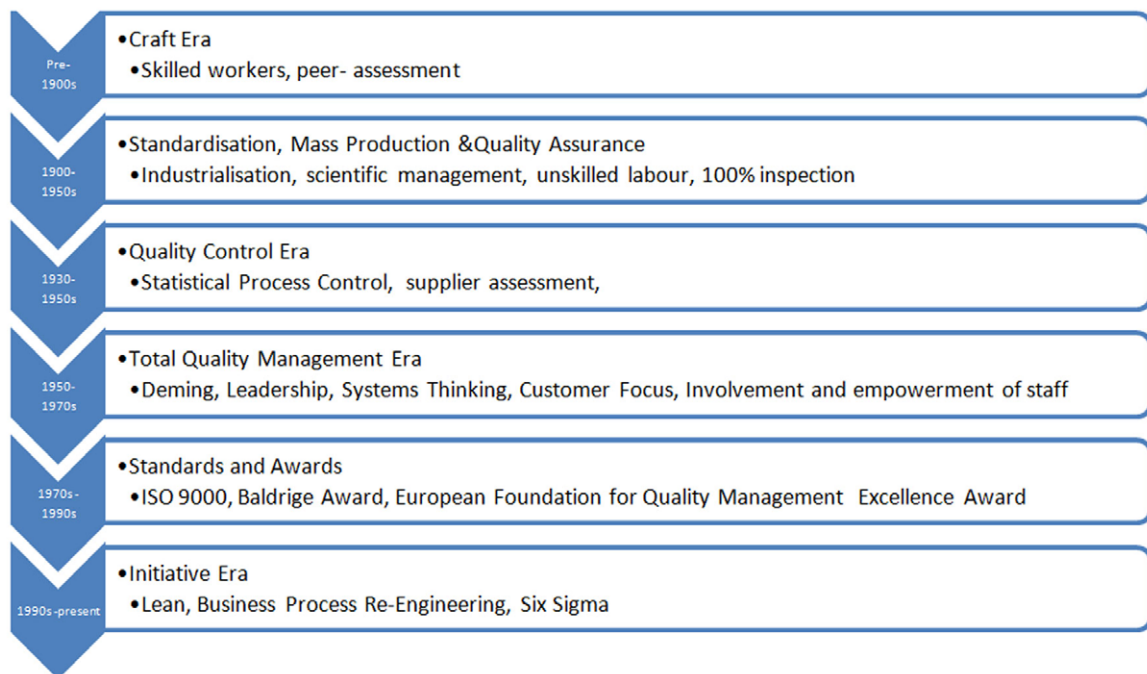 Pre-
1900s
•Craft Era
•Skilled workers, peer- assessment
1900-
1950s
•Standardisation, Mass Production &Quality Assurance
•Industrialisation, scientific management, unskilled labour, 100% inspection
1930-
1950s
•Quality Control Era
•Statistical Process Control, supplier assessment,
1950-
1970s
•Total Quality Management Era
•Deming, Leadership, Systems Thinking, Customer Focus, Involvement and empowerment of staff
1970s-
1990s
•Standards and Awards
•ISO 9000, Baldrige Award, European Foundation for Quality Management Excellence Award
1990s-present
•Initiative Era
•Lean, Business Process Re-Engineering, Six Sigma